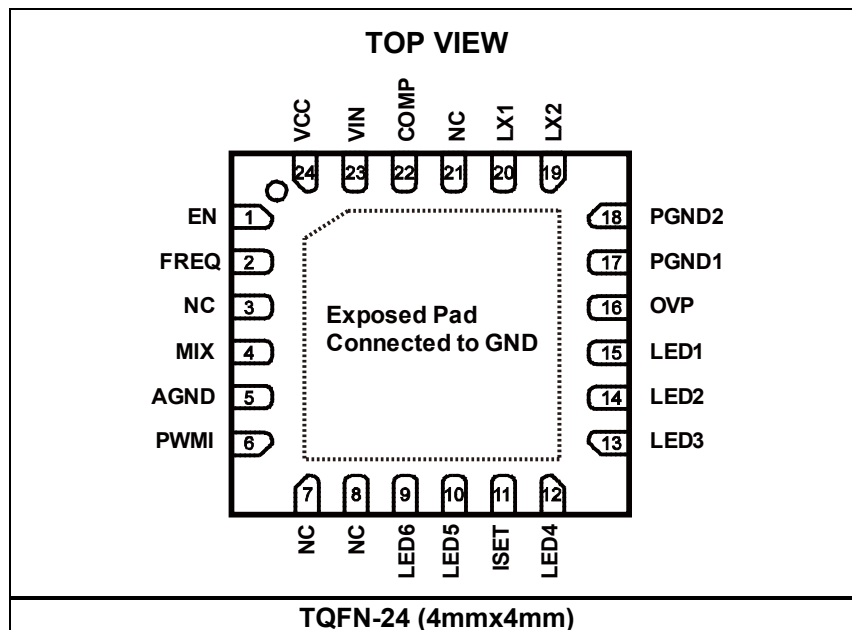 TOP VIEW
VCC
VIN
COMP
NC
LX1
LX2
24
23
22
21
20
19
EN 1
FREQ 2
NC 3
MIX 4
AGND 5
PWMI 6
18 PGND2
17 PGND1
16 OVP
15 LED1
14 LED2
13 LED3
Exposed Pad
Connected to GND
7
8
9
10
11
12
NC
NC
LED6
LED5
ISET
LED4
TQFN-24 (4mmx4mm)